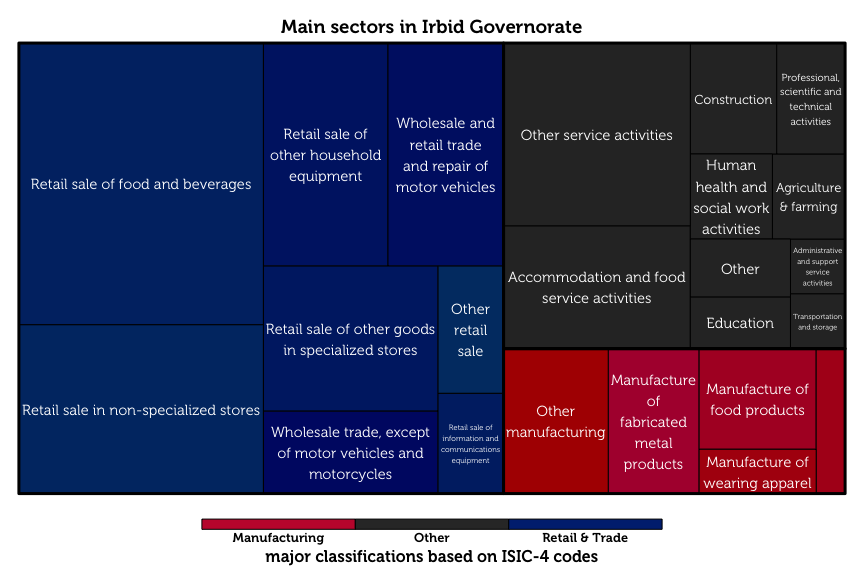 Main sectors in Irbid Governorate
Retail sale of food and beverages
Retail sale in non-specialized stores
Retail sale of
other household
equipment
Wholesale and
retail trade
and repair of
motor vehicles
Retail sale of other goods
in specialized stores
Other
retail
sale
Wholesale trade, except
of motor vehicles and
motorcycles
Retail sale of
information and
communications
equipment
Other service activities
Accommodation and food
service activities
Construction
Professional,
scientific and
technical
activities
Human
health and
social work
activities
Agriculture
& farming
Other
Administrative
and support
service
activities
Education
Transportation
and storage
Other
manufacturing
Manufacture
of
fabricated
metal
products
Manufacture of
food products
Manufacture of
wearing apparel
Manufacturing
Other
Retail & Trade
major classifications based on ISIC-4 codes